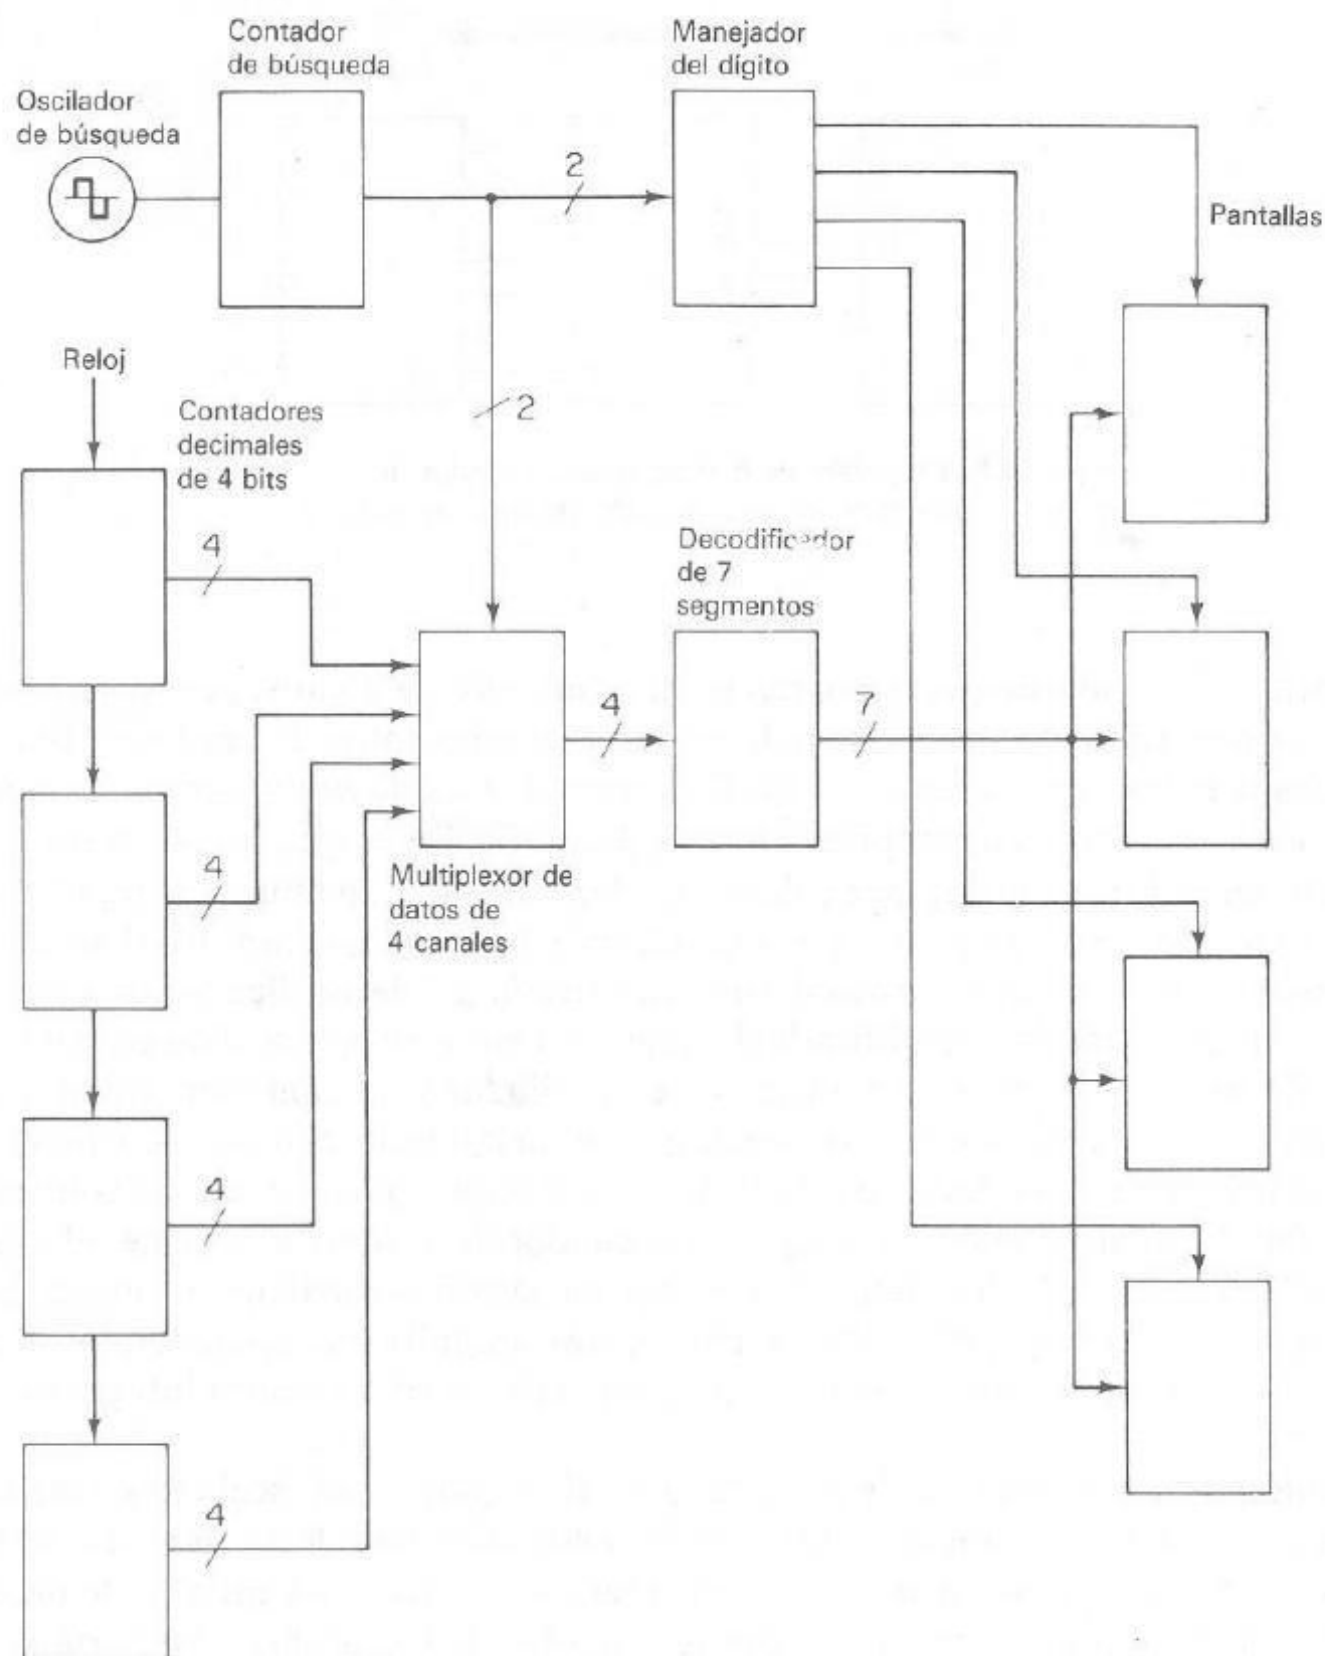 Contador
de búsqueda
Manejador
del dígito
Oscilador
de búsqueda
2
Pantallas
Reloj
2
Contadores
decimales
de 4 bits
4
Decodificador
de 7
segmentos
4
7
4
Multiplexor de
datos de
4 canales
4
4